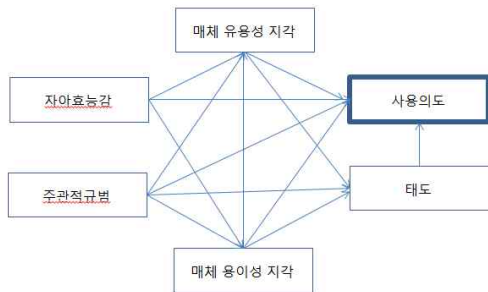 매체 유용성 지각
자아효능감
사용의도
주관적규범
태도
매체 용이성 지각